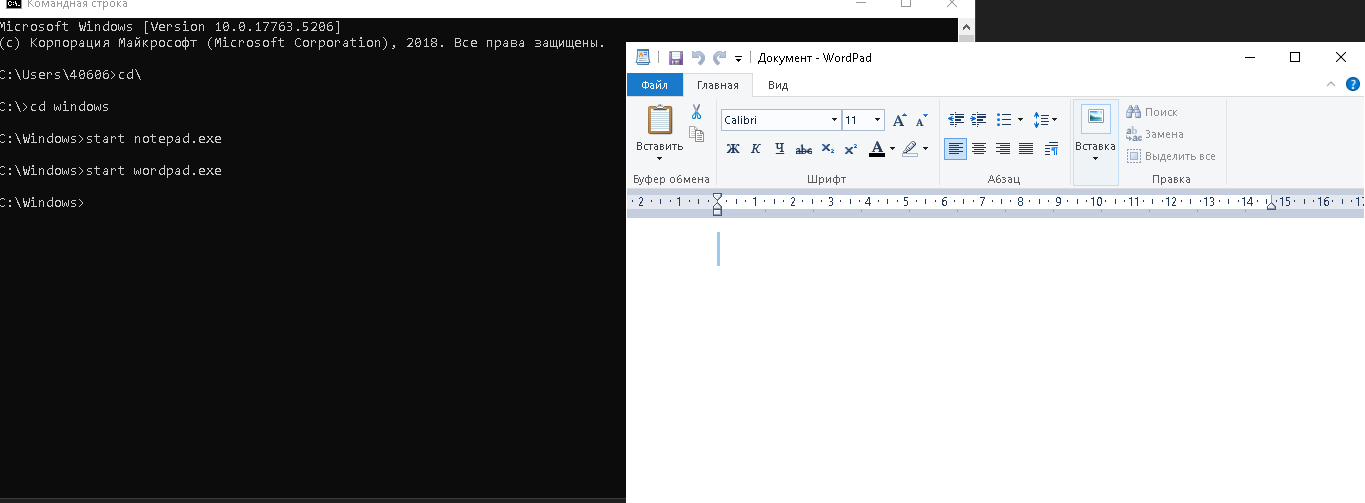 Командная строка
Microsoft Windows [Version 10.0.17763.5206]
(c) Корпорация Майкрософт (Microsoft Corporation), 2018. Все права защищены.
C:\Users\40606>cd\
C:\>cd windows
C:\Windows>start notepad.exe
C:\Windows>start wordpad.exe
C:\Windows>
Документ - WordPad
Файл Главная Вид
Вставить
Буфер обмена
Calibri 11
Ж К Ч abc X₂ X² A
Шрифт
Абзац
Вставка
Поиск
Замена
Выделить все
Правка
2 1 1 2 3 4 5 6 7 8 9 10 11 12 13 14 15 16 17